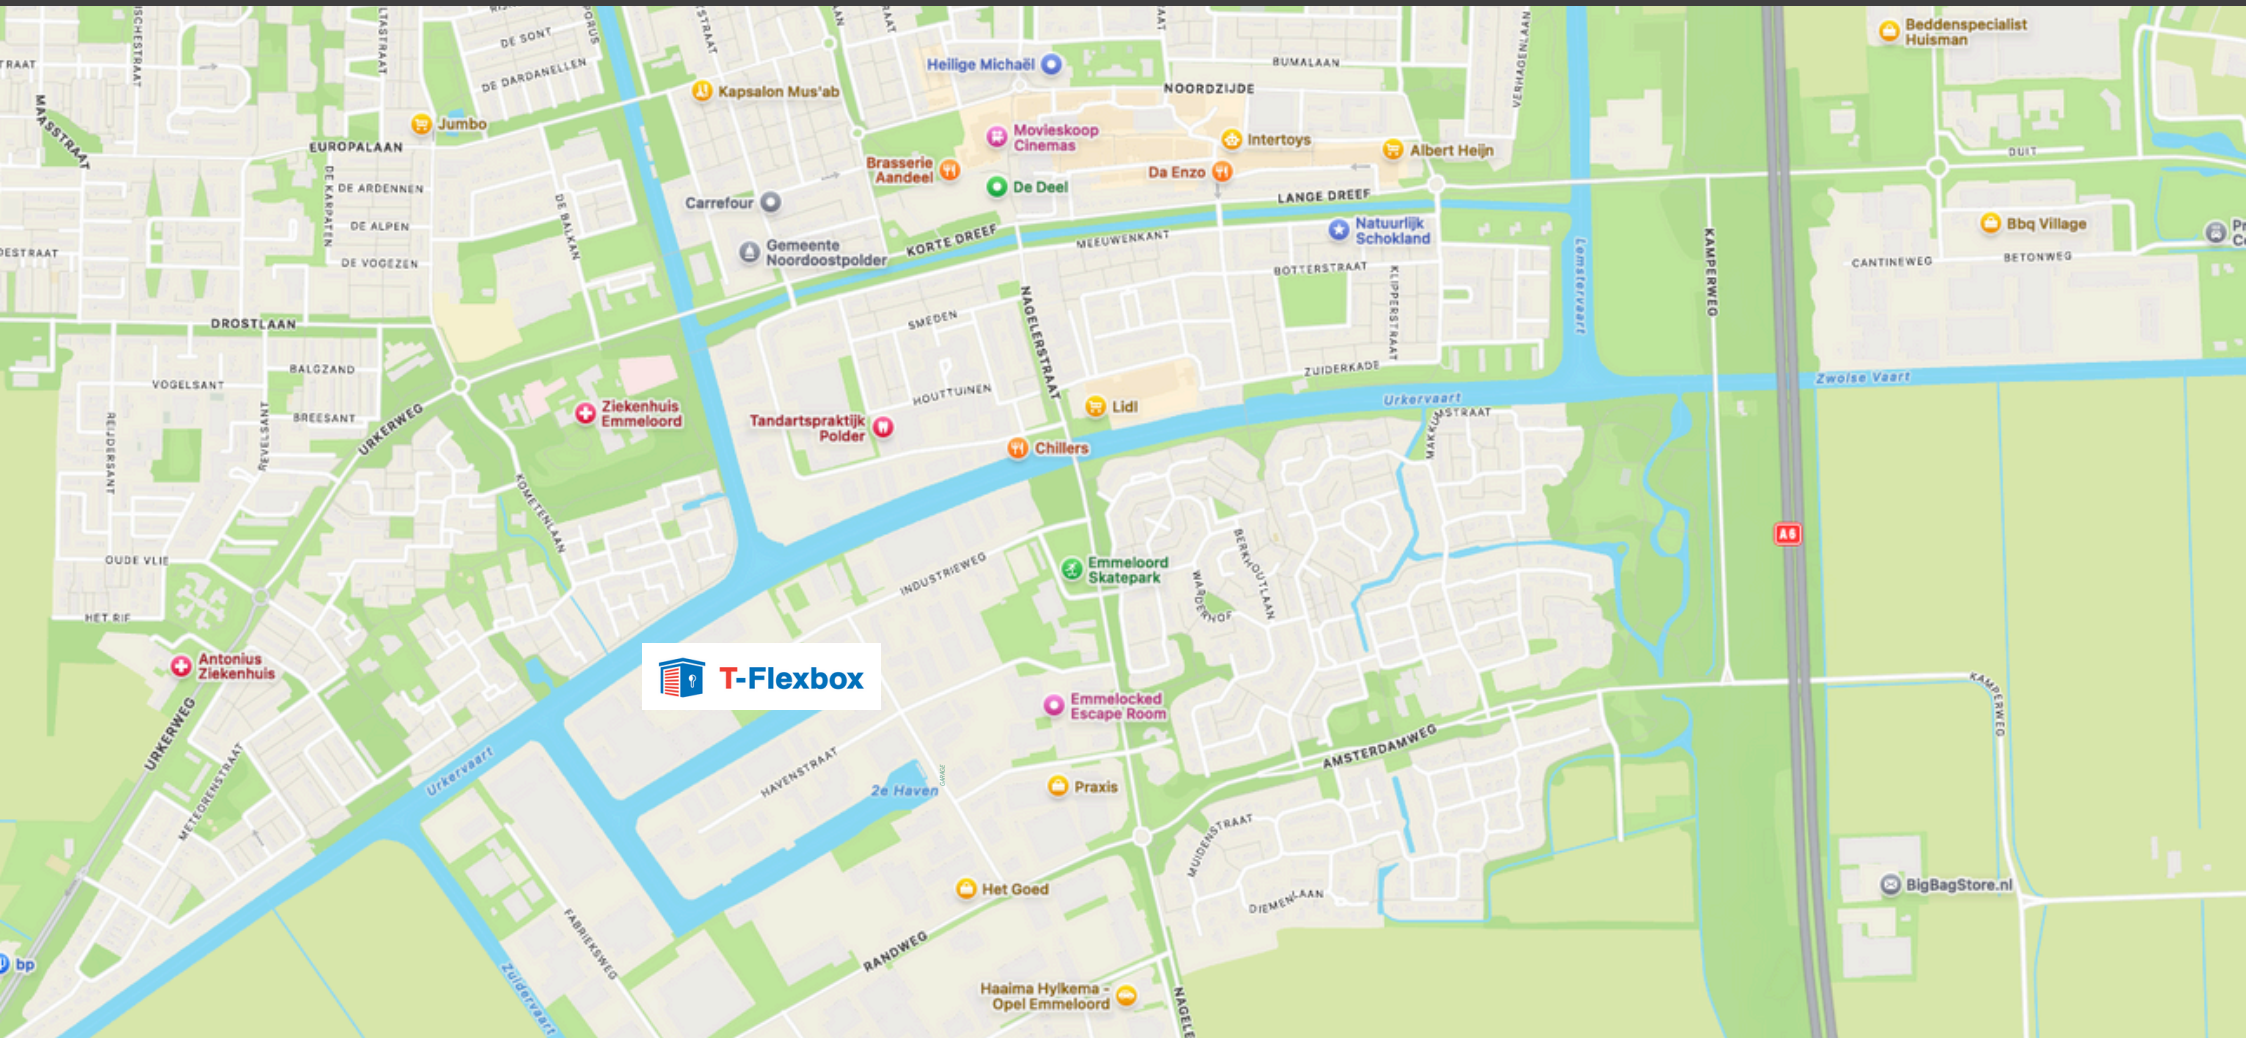 DE SONT
DE DARDANELLEN
Beddenspecialist
Huisman
Heilige Michaël
BUMALAAN
VERHAGENLAAN
NOORDZIJDE
Kapsalon Mus'ab
MAASSTRAAT
Jumbo
EUROPALAAN
Movieskoop
Cinemas
Intertoys
Albert Heijn
DUIT
Brasserie
Aandeel
Da Enzo
De Deel
DE KARPATEN
DE ARDENNEN
DE BALKAN
Carrefour
LANGE DREEF
DE ALPEN
Natuurlijk
Schokland
Bbq Village
KORTE DREEF
MEEUWENKANT
Gemeente
Noordoostpolder
KAMPERWEG
CANTINEWEG
BETONWEG
DE VOGEZEN
BOTTERSTRAAT
KLIPPERSTRAAT
Lemstervaart
NAGELERSTRAAT
SMEDEN
DROSTLAAN
BALGZAND
VOGELSANT
ZUIDERKADE
Zwolse Vaart
HOUTTUINEN
Urkervaart
BREESANT
REVELSANT
REIJDERSANT
URKERWEG
Ziekenhuis
Emmeloord
Lidl
Tandartspraktijk
Polder
Chillers
KOMETENLAAN
A6
OUDE VLIE
INDUSTRIEWEG
Emmeloord
Skatepark
BERKHOUTLAAN
WARDERHOF
HET RIF
Antonius
Ziekenhuis
T-Flexbox
Emmelocked
Escape Room
KAMPERWEG
URKERWEG
METEORENSTRAAT
Urkervaart
HAVENSTRAAT
2e Haven
AMSTERDAMWEG
Praxis
MUIDENSTRAAT
Het Goed
DIEMENLAAN
BigBagStore.nl
FABRIEKSWEG
RANDWEG
bp
Zuidervaart
Haaima Hylkema -
Opel Emmeloord
NAGELE